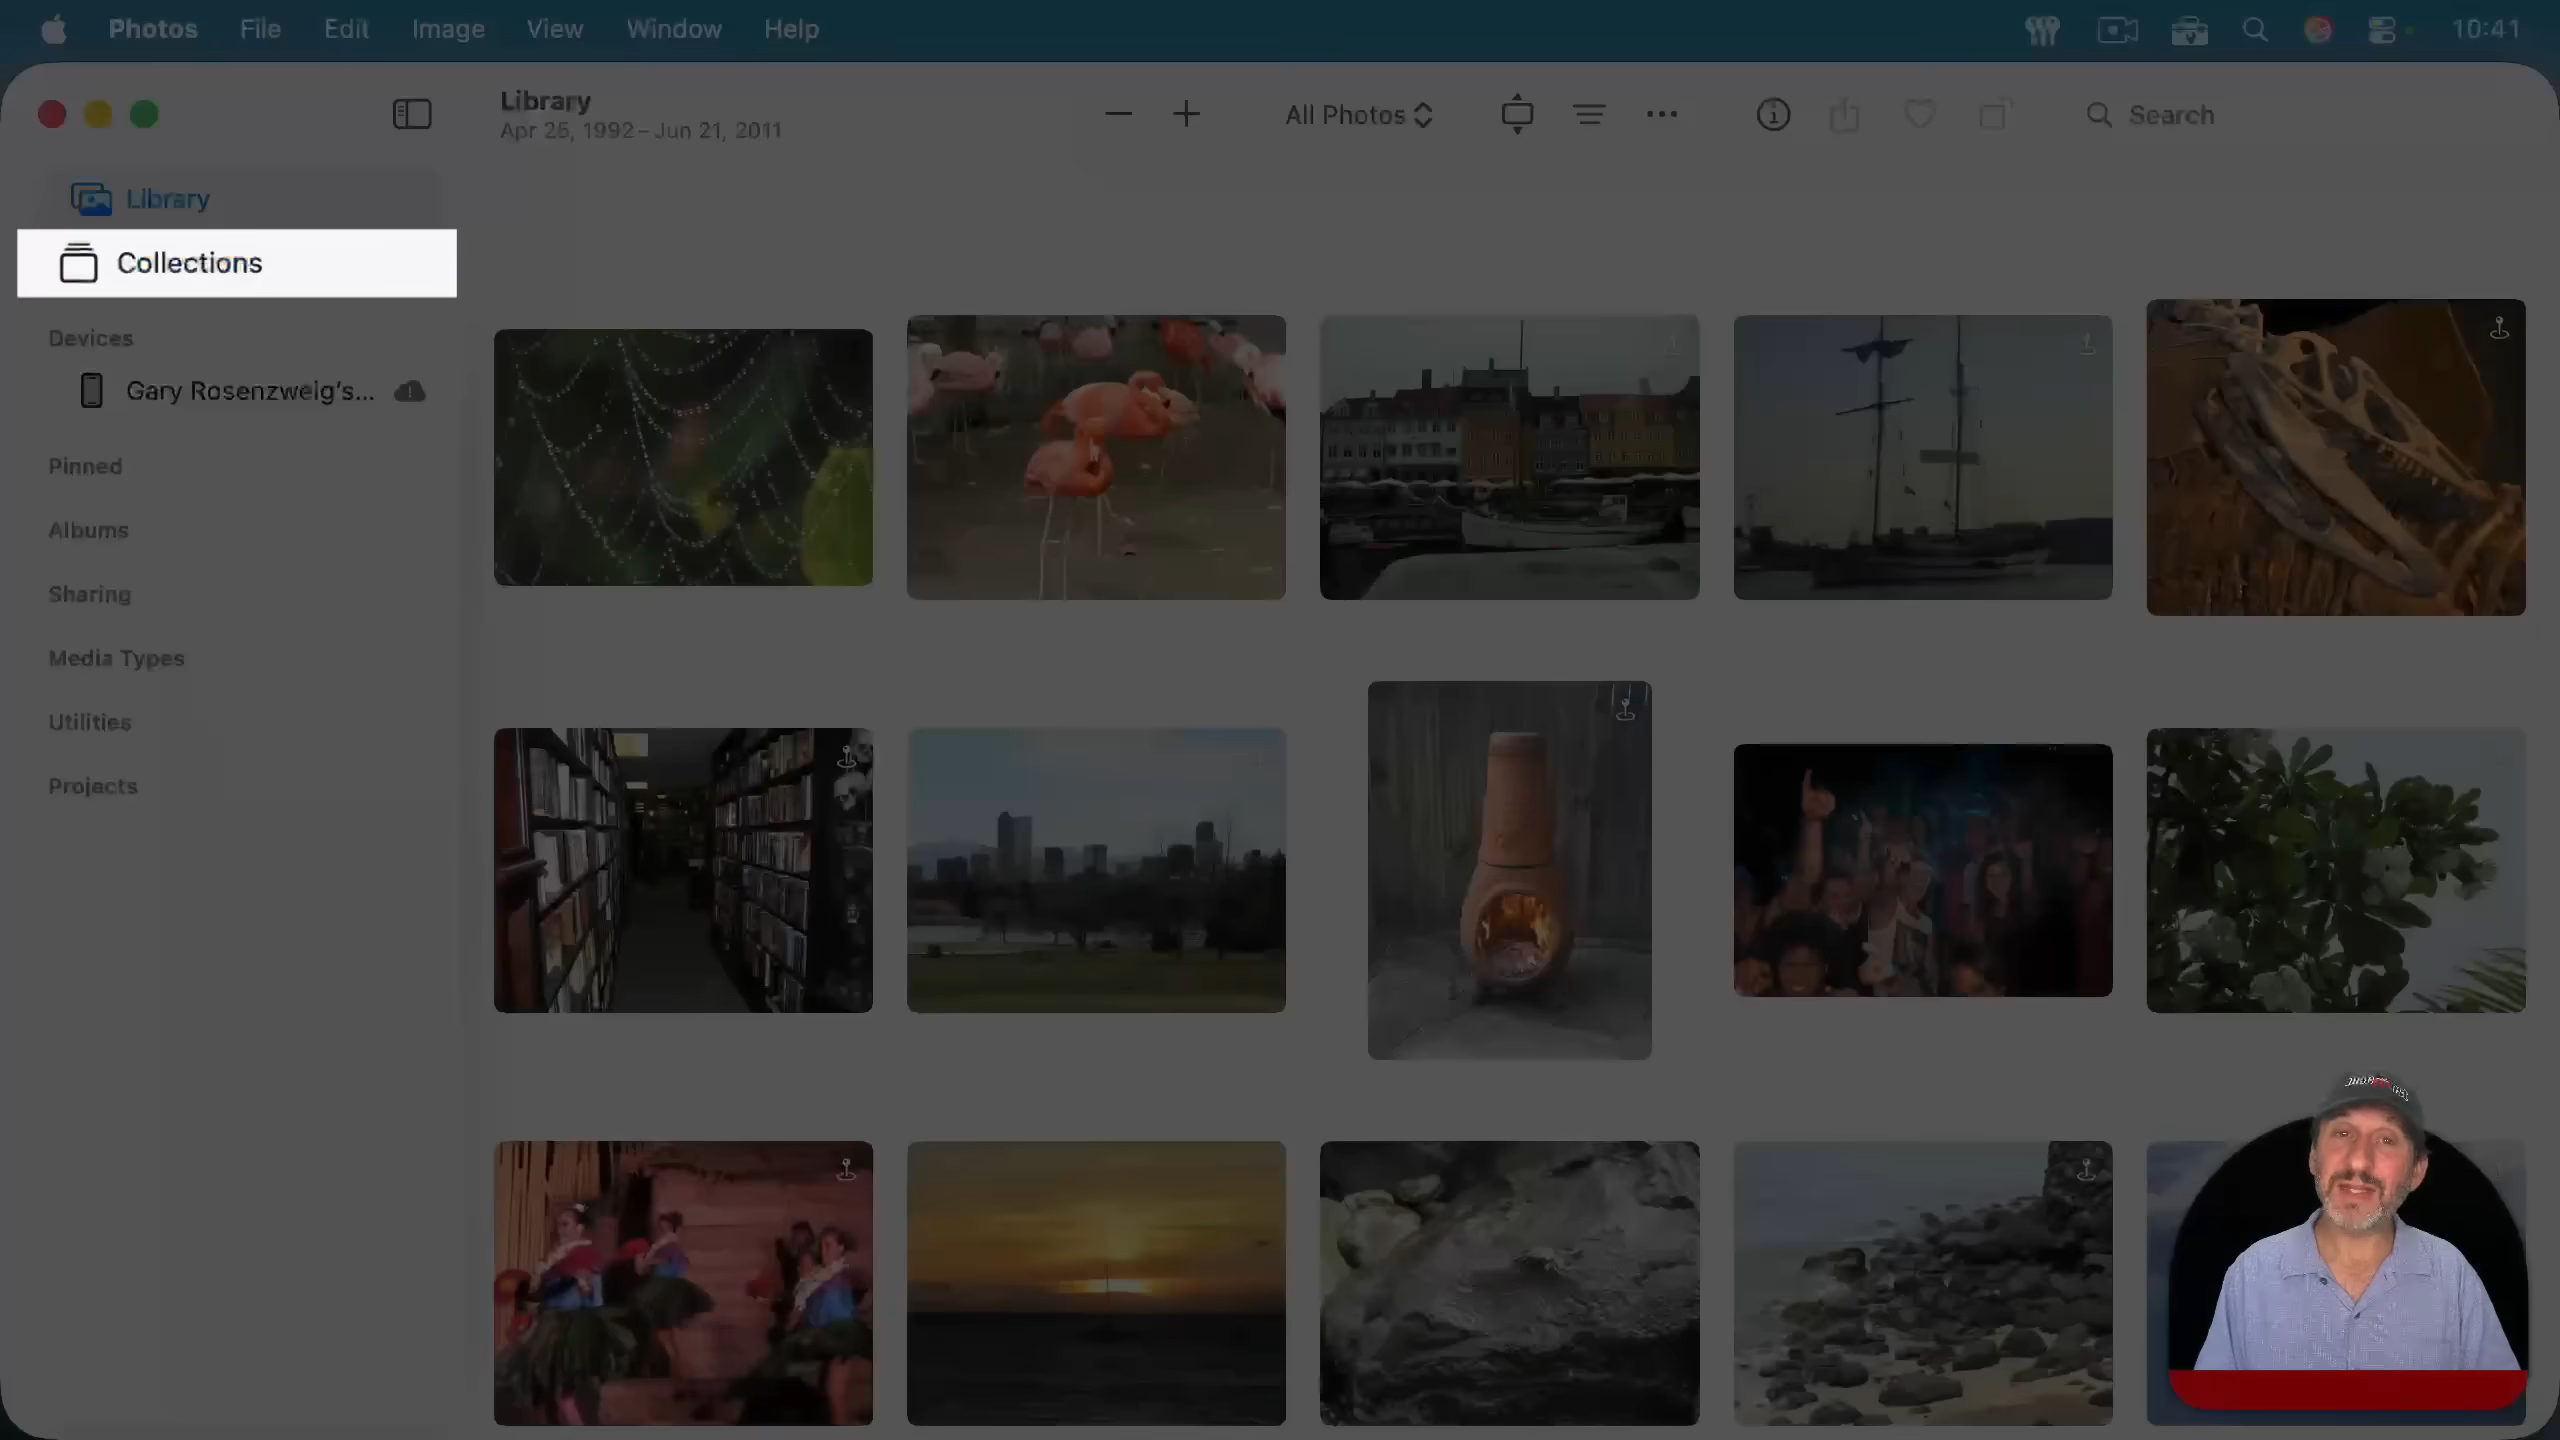 Photos File Edit Image View Window Help 10:41
Library
Apr 25, 1992 – Jun 21, 2011
All Photos
Search
Library
Collections
Devices
Gary Rosenzweig's...
Pinned
Albums
Sharing
Media Types
Utilities
Projects